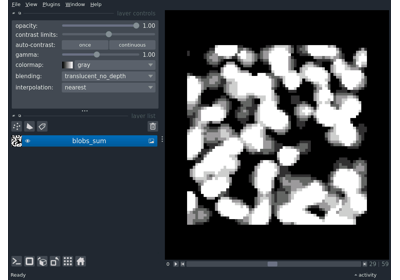 File View Plugins Window Help
layer controls
opacity: 1.00
contrast limits:
auto-contrast: once continuous
gamma: 1.00
colormap: gray
blending: translucent_no_depth
interpolation: nearest
layer list
blobs_sum
29 59
Ready
activity